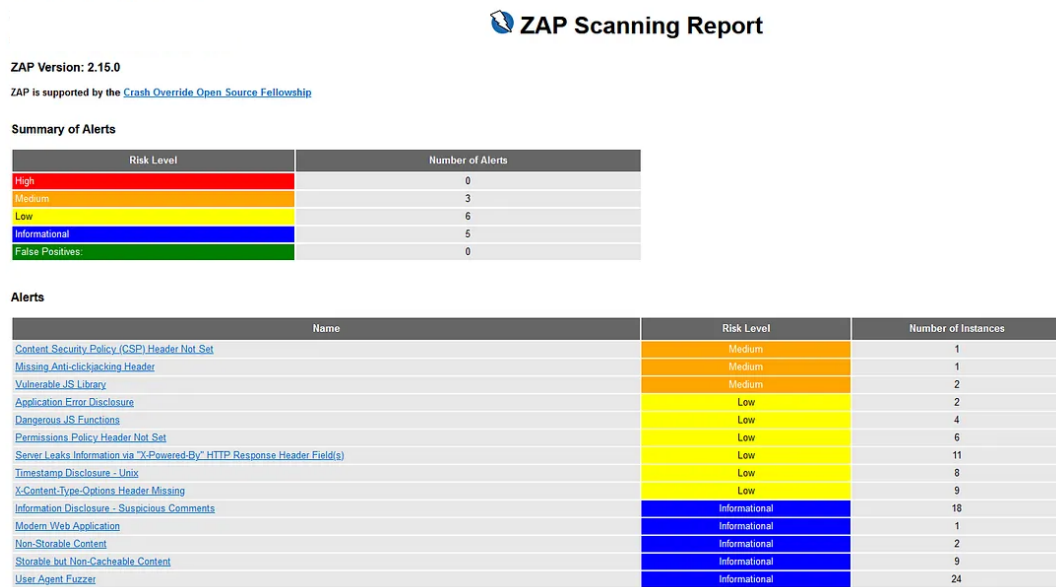 ZAP Scanning Report
ZAP Version: 2.15.0
ZAP is supported by the Crash Override Open Source Fellowship
Summary of Alerts
Risk Level Number of Alerts
High 0
Medium 3
Low 6
Informational 5
False Positives: 0
Alerts
Name Risk Level Number of Instances
Content Security Policy (CSP) Header Not Set Medium 1
Missing Anti-clickjacking Header Medium 1
Vulnerable JS Library Medium 2
Application Error Disclosure Low 2
Dangerous JS Functions Low 4
Permissions Policy Header Not Set Low 6
Server Leaks Information via "X-Powered-By" HTTP Response Header Field(s) Low 11
Timestamp Disclosure - Unix Low 8
X-Content-Type-Options Header Missing Low 9
Information Disclosure - Suspicious Comments Informational 18
Modern Web Application Informational 1
Non-Storable Content Informational 2
Storable but Non-Cacheable Content Informational 9
User Agent Fuzzer Informational 24